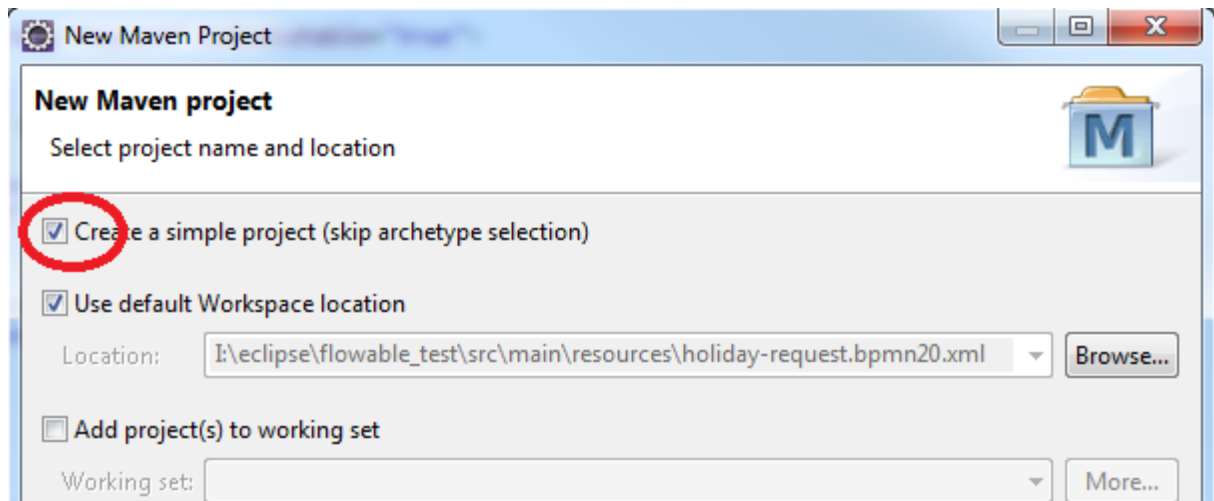 New Maven Project
New Maven project
M
Select project name and location
Create a simple project (skip archetype selection)
Use default Workspace location
Location: I:\eclipse\flowable_test\src\main\resources\holiday-request.bpmn20.xml Browse...
Add project(s) to working set
Working set: More...